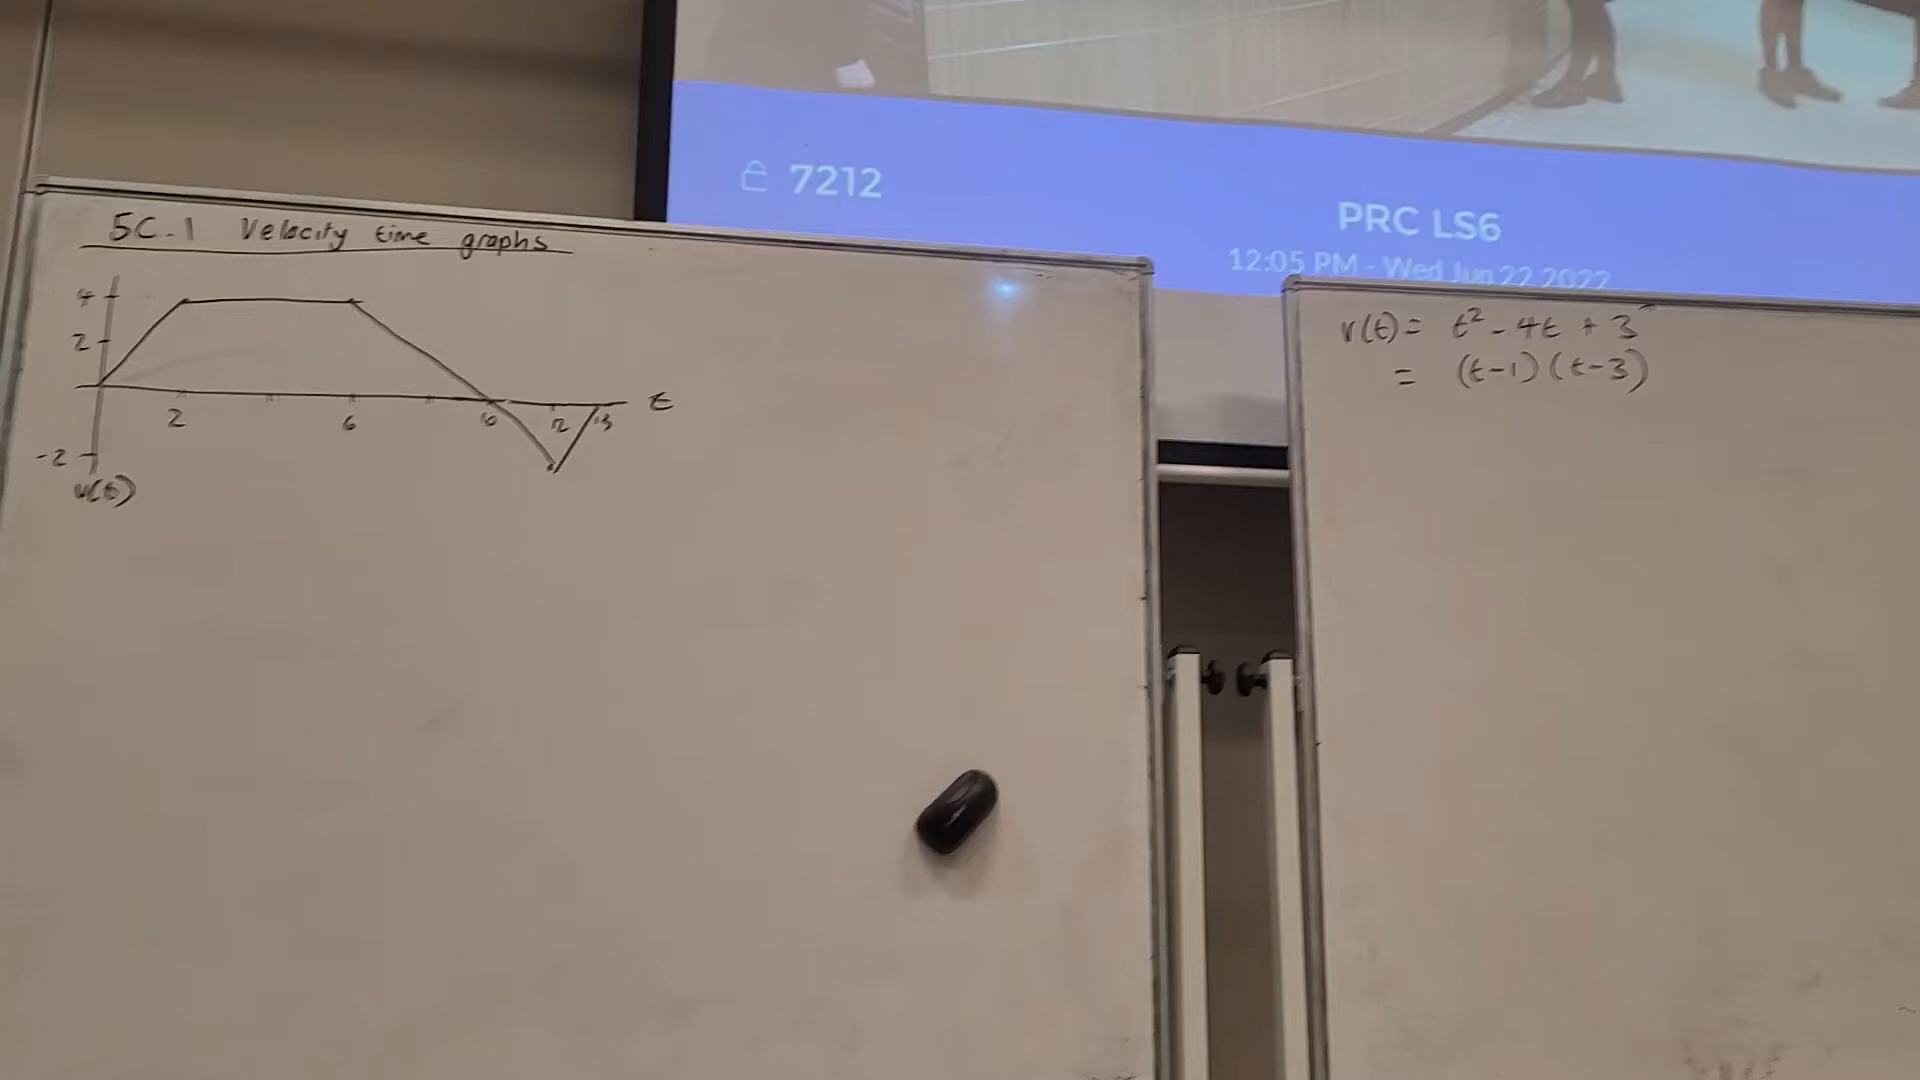 7212
PRC LS6
12:05 PM - Wed Jun 22 2022
5C.1 Velocity time graphs
4
2
-2
v(t)
2 6 10 12 13 t
v(t) = t² - 4t + 3
= (t-1)(t-3)